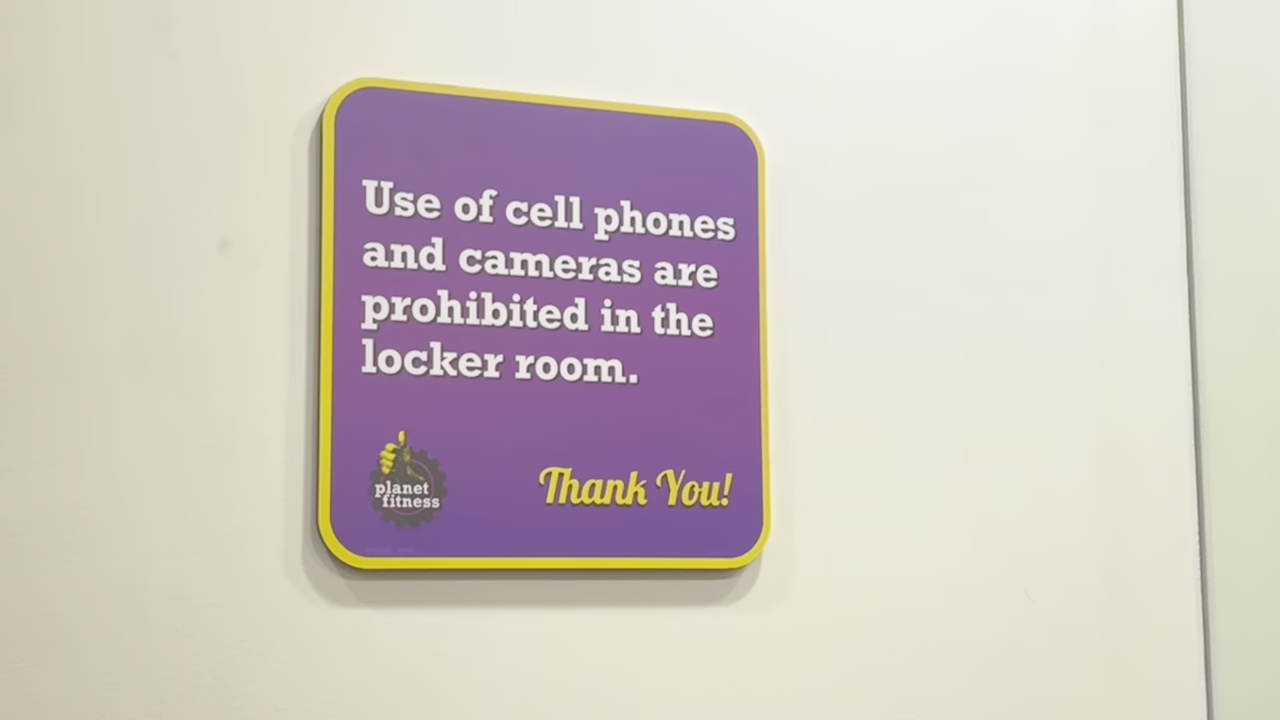 Use of cell phones
and cameras are
prohibited in the
locker room.
planet
fitness
Thank You!